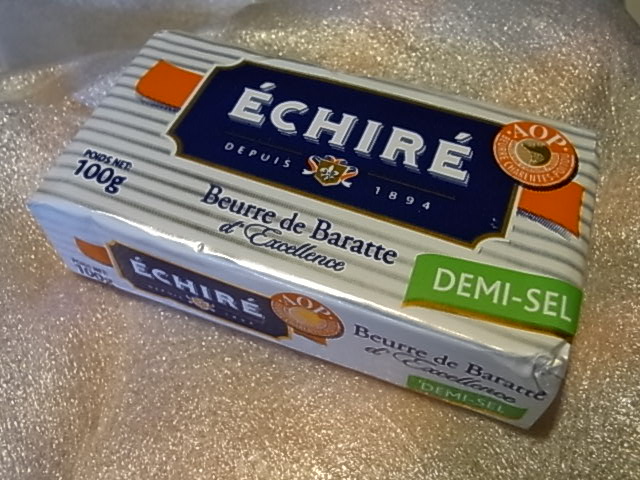 ÉCHIRÉ
DEPUIS 1894
AOP
POIDS NET:
100g
Beurre de Baratte
d'Excellence
DEMI-SEL
ÉCHIRÉ
AOP
100g
Beurre de Baratte
d'Excellence
DEMI-SEL